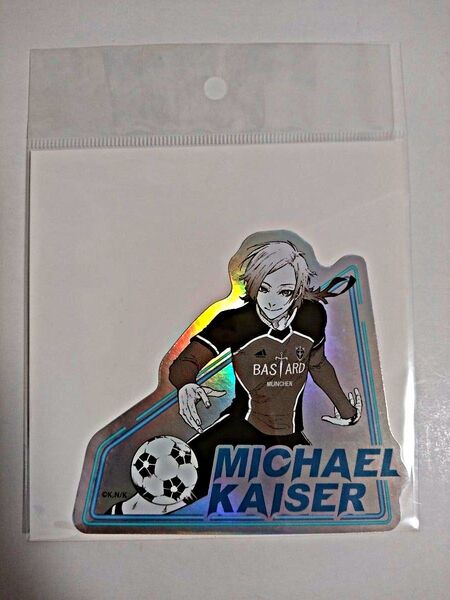 BASTARD
MÜNCHEN
MICHAEL
KAISER
©K.N/K